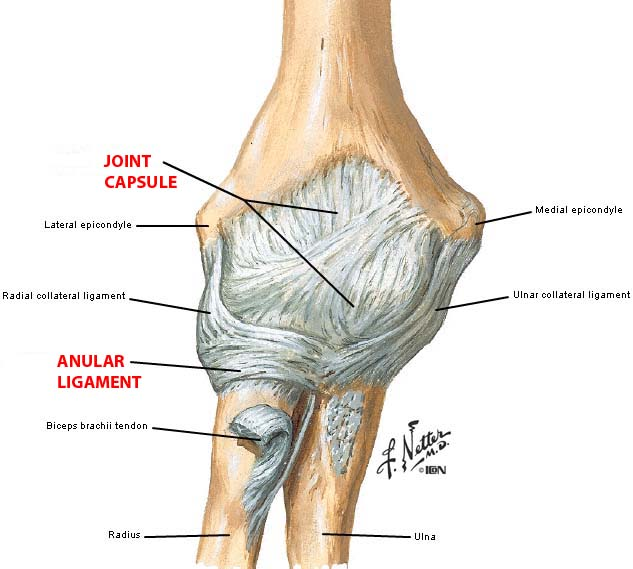 JOINT
CAPSULE
Medial epicondyle
Lateral epicondyle
Radial collateral ligament
Ulnar collateral ligament
ANULAR
LIGAMENT
Biceps brachii tendon
F. Netter
M.D.
© ICON
Radius
Ulna